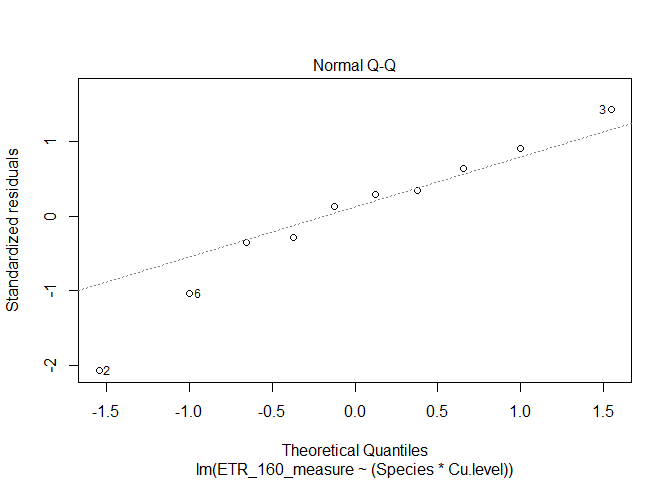 Normal Q-Q
Standardized residuals
1
0
-1
-2
3
6
2
-1.5 -1.0 -0.5 0.0 0.5 1.0 1.5
Theoretical Quantiles
lm(ETR_160_measure ~ (Species * Cu.level))